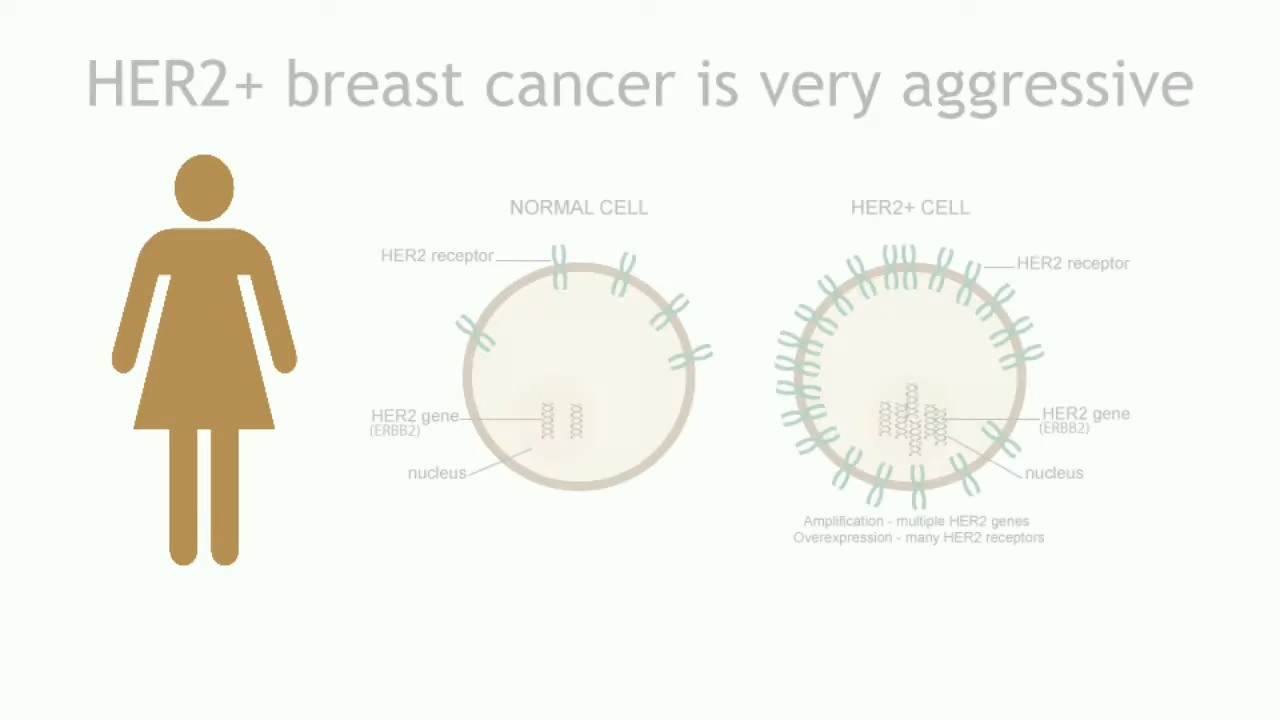 HER2+ breast cancer is very aggressive
NORMAL CELL
HER2 receptor
HER2 gene
(ERBB2)
nucleus
HER2+ CELL
HER2 receptor
HER2 gene
(ERBB2)
nucleus
Amplification - multiple HER2 genes
Overexpression - many HER2 receptors